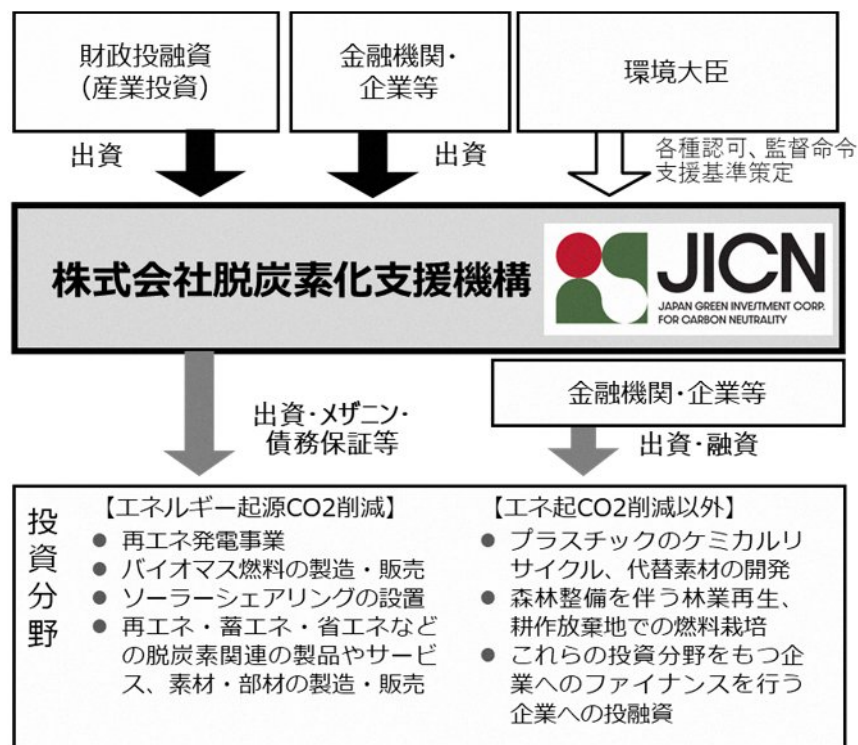 財政投融資
(産業投資)
金融機関・
企業等
環境大臣
出資
出資
各種認可、監督命令
支援基準策定
株式会社脱炭素化支援機構
JICN
JAPAN GREEN INVESTMENT CORP.
FOR CARBON NEUTRALITY
金融機関・企業等
出資・メザニン・
債務保証等
出資・融資
投資分野
【エネルギー起源CO2削減】
● 再エネ発電事業
● バイオマス燃料の製造・販売
● ソーラーシェアリングの設置
● 再エネ・蓄エネ・省エネなど
の脱炭素関連の製品やサービ
ス、素材・部材の製造・販売
【エネ起CO2削減以外】
● プラスチックのケミカルリ
サイクル、代替素材の開発
● 森林整備を伴う林業再生、
耕作放棄地での燃料栽培
● これらの投資分野をもつ企
業へのファイナンスを行う
企業への投融資